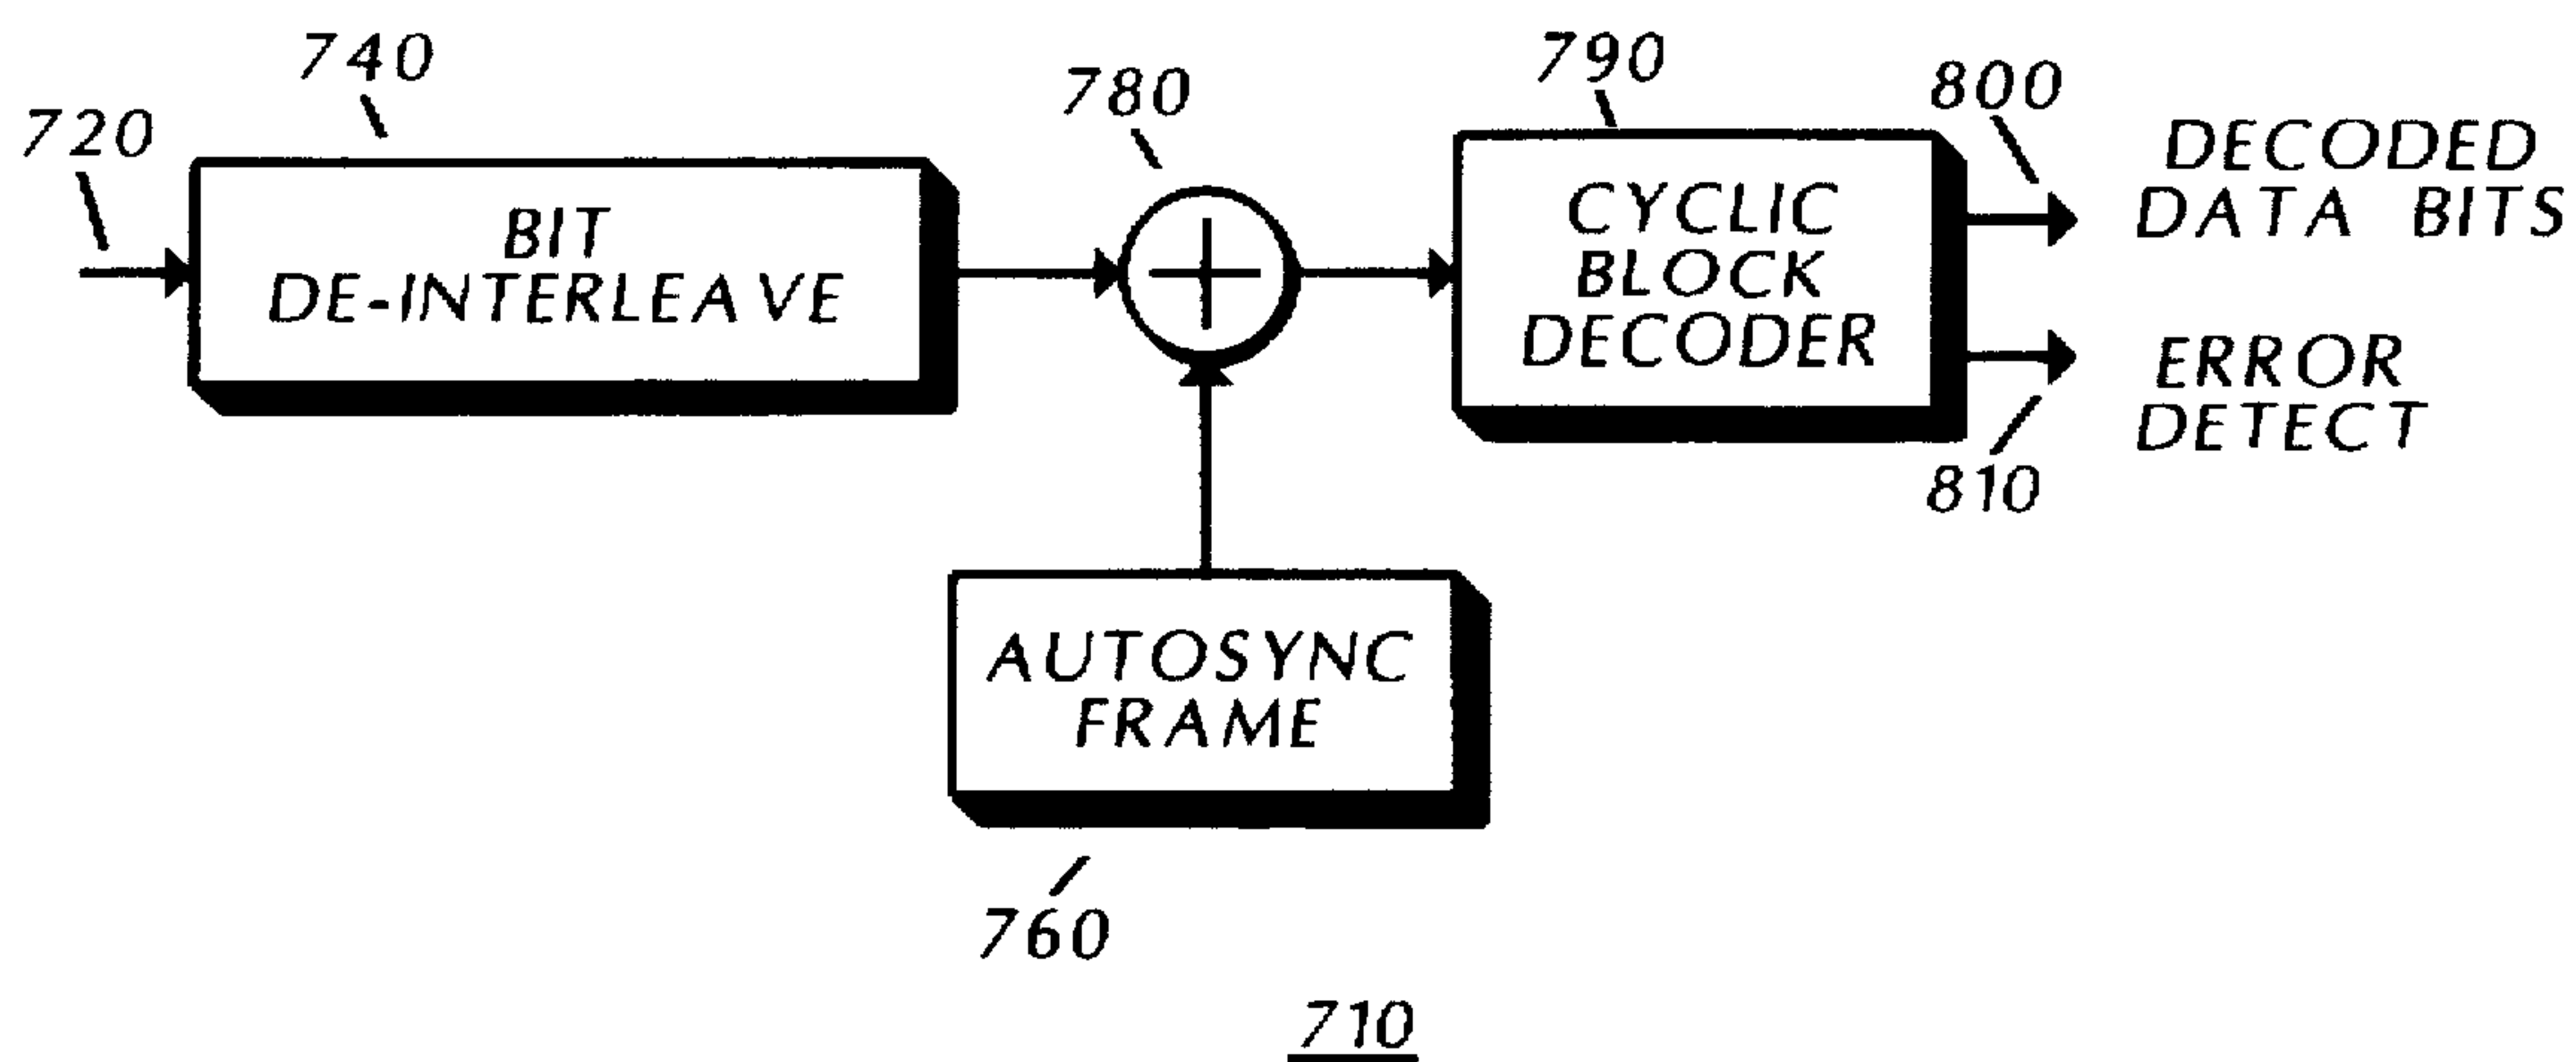 740
720
BIT
DE-INTERLEAVE
780
790
CYCLIC
BLOCK
DECODER
800
DECODED
DATA BITS
ERROR
DETECT
810
AUTOSYNC
FRAME
760
710